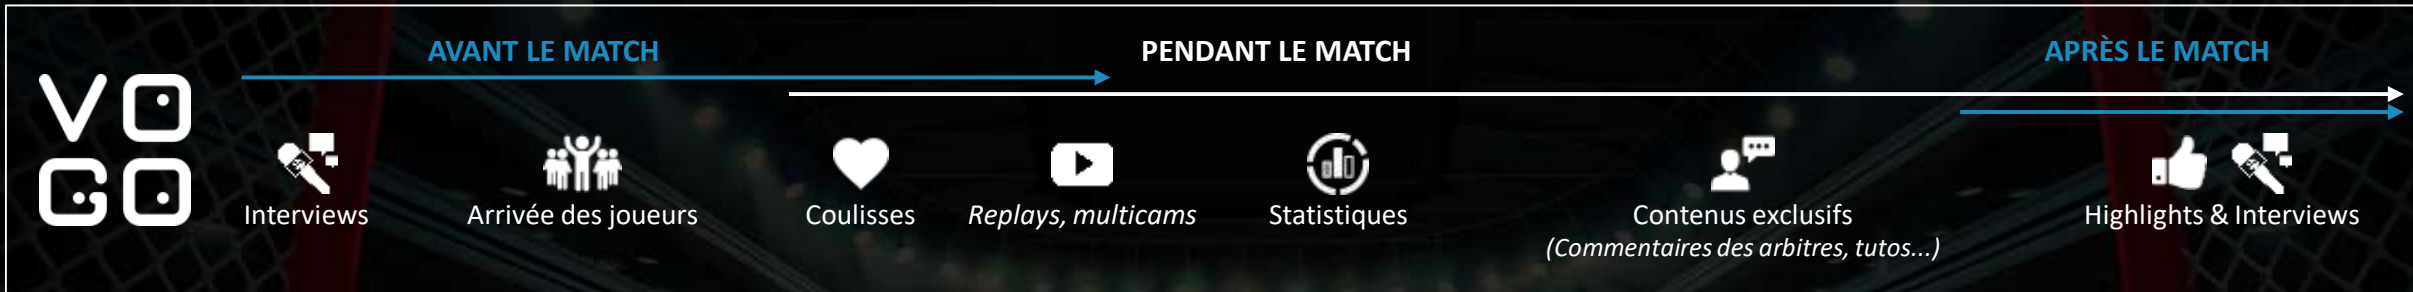 AVANT LE MATCH
PENDANT LE MATCH
APRÈS LE MATCH
VO
GO
Interviews
Arrivée des joueurs
Coulisses
Replays, multicams
Statistiques
Contenus exclusifs
(Commentaires des arbitres, tutos...)
Highlights & Interviews